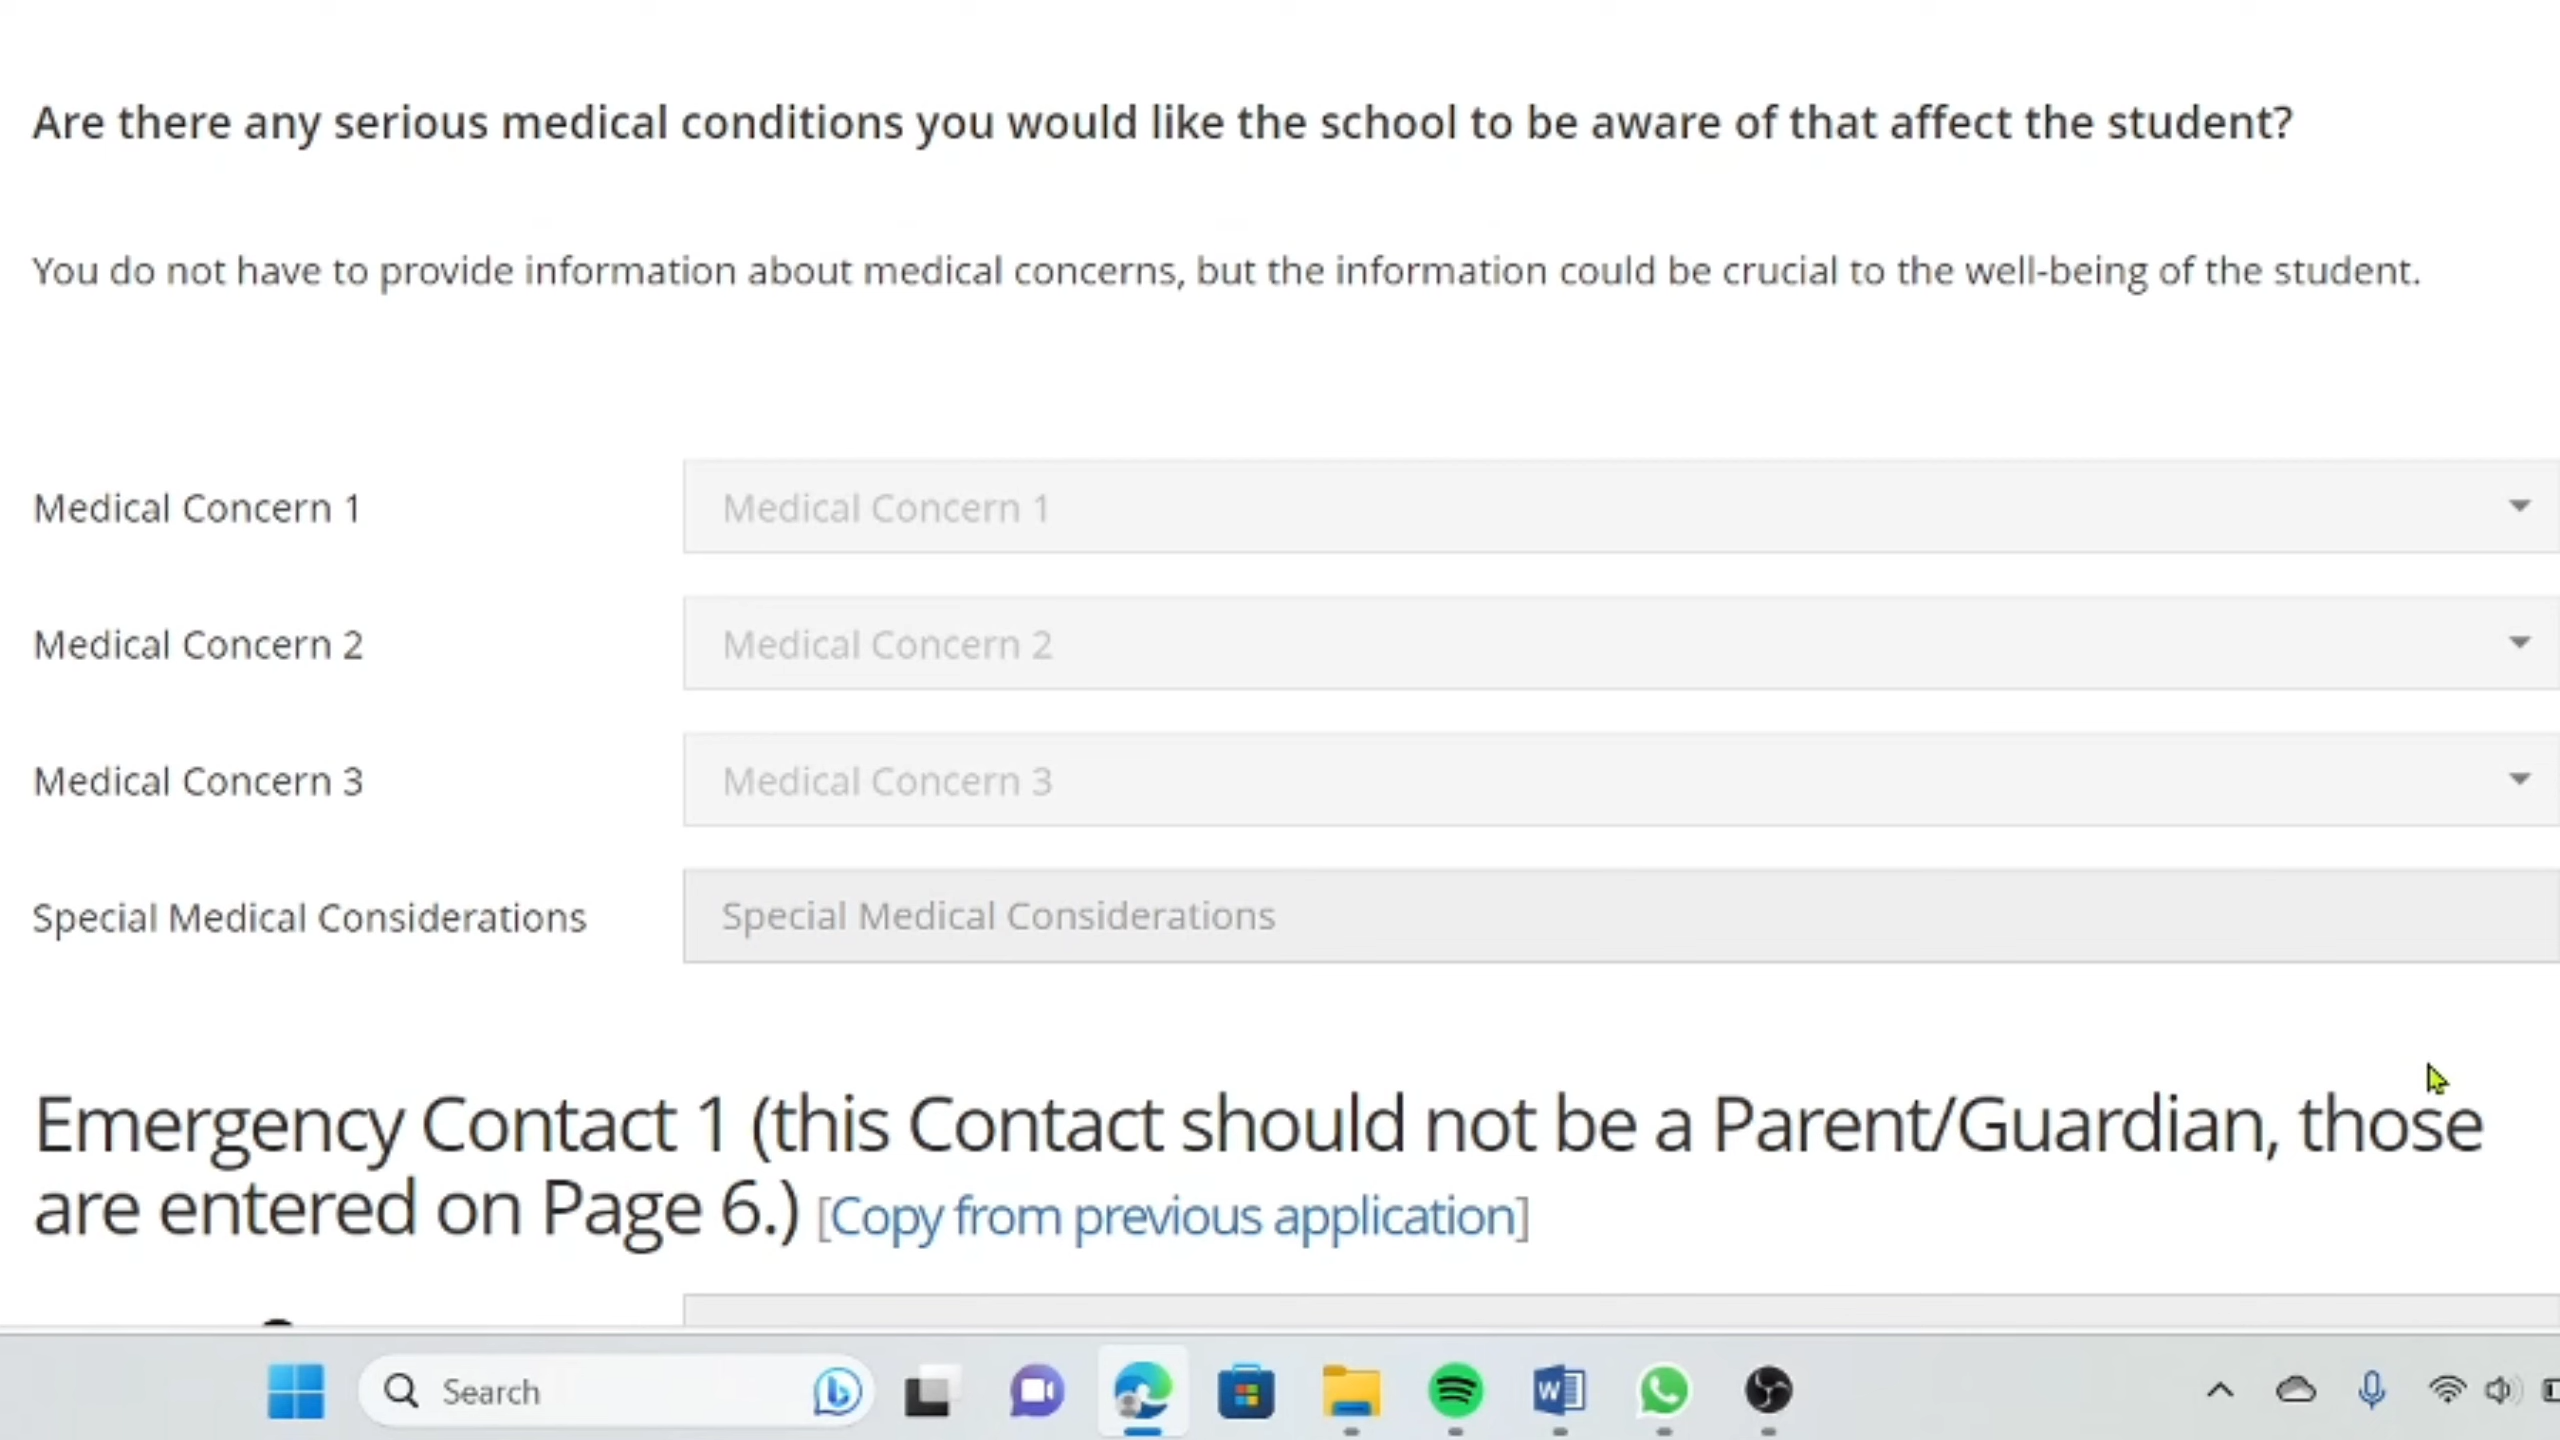 Are there any serious medical conditions you would like the school to be aware of that affect the student?
You do not have to provide information about medical concerns, but the information could be crucial to the well-being of the student.
Medical Concern 1
Medical Concern 1
Medical Concern 2
Medical Concern 2
Medical Concern 3
Medical Concern 3
Special Medical Considerations
Special Medical Considerations
Emergency Contact 1 (this Contact should not be a Parent/Guardian, those
are entered on Page 6.) [Copy from previous application]
Search